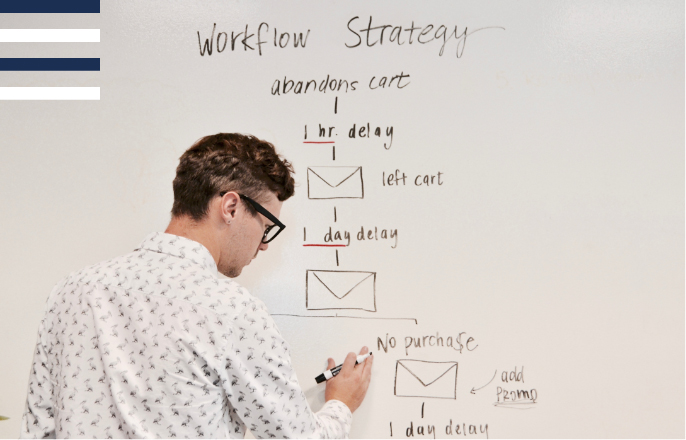 Workflow Strategy
abandons cart
1 hr. delay
left cart
1 day delay
No purchase
add
PROMO
1 day delay